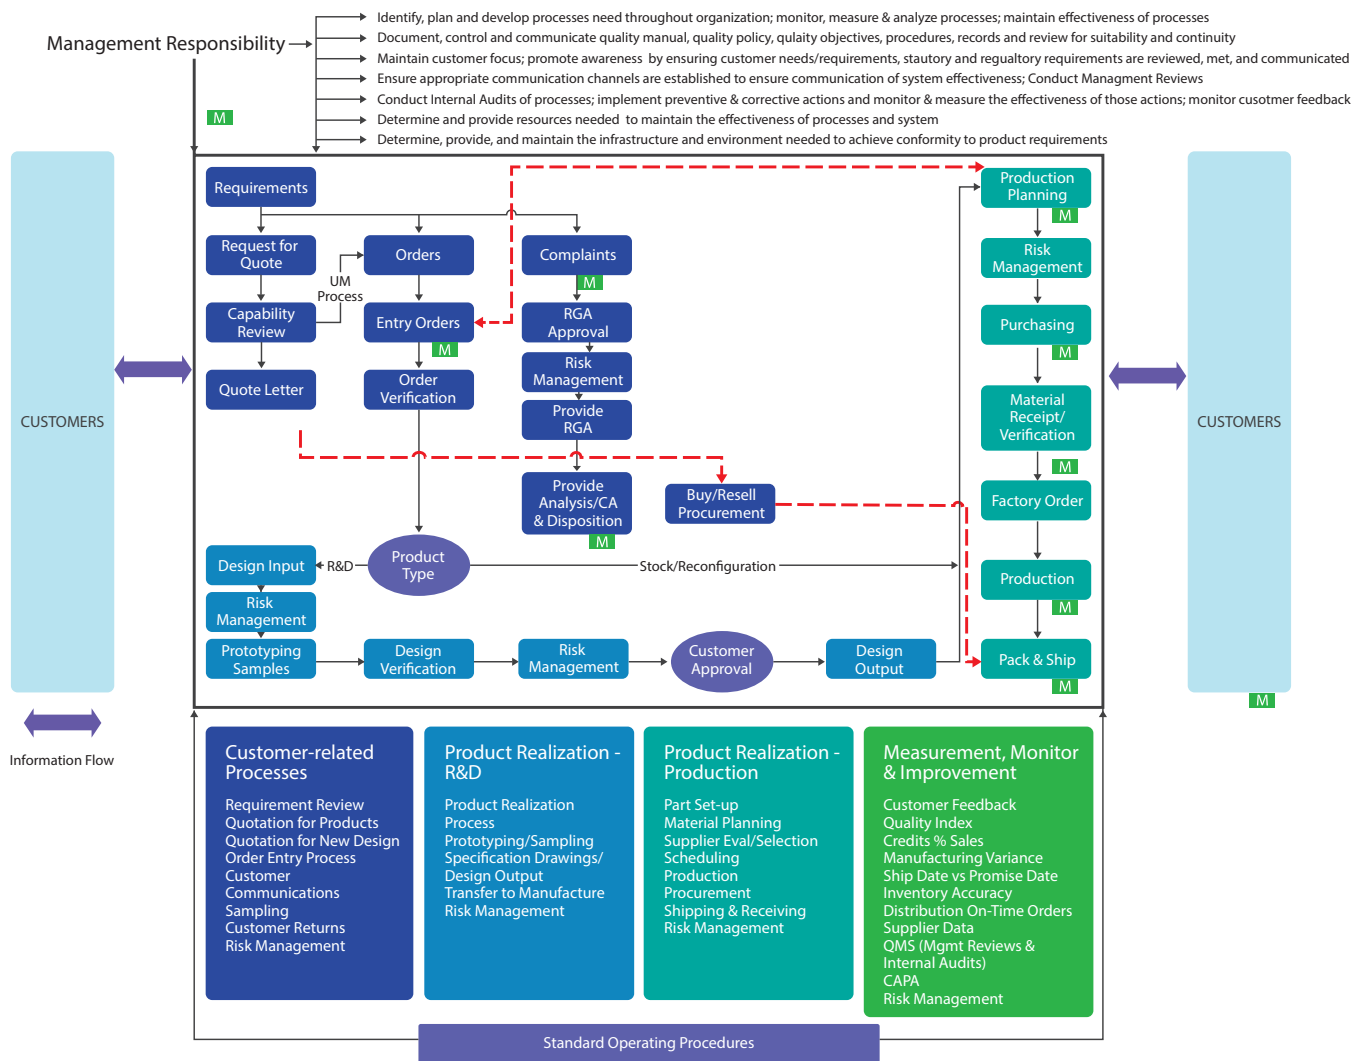 Identify, plan and develop processes need throughout organization; monitor, measure & analyze processes; maintain effectiveness of processes
Management Responsibility
Document, control and communicate quality manual, quality policy, qulaity objectives, procedures, records and review for suitability and continuity
Maintain customer focus; promote awareness by ensuring customer needs/requirements, stautory and regualtory requirements are reviewed, met, and communicated
Ensure appropriate communication channels are established to ensure communication of system effectiveness; Conduct Managment Reviews
Conduct Internal Audits of processes; implement preventive & corrective actions and monitor & measure the effectiveness of those actions; monitor cusotmer feedback
Determine and provide resources needed to maintain the effectiveness of processes and system
Determine, provide, and maintain the infrastructure and environment needed to achieve conformity to product requirements
M
CUSTOMERS
Requirements
Request for
Quote
Capability
Review
Quote Letter
UM
Process
Orders
Entry Orders
M
Order
Verification
Complaints
M
RGA
Approval
Risk
Management
Provide
RGA
Provide
Analysis/CA
& Disposition
M
Buy/Resell
Procurement
Production
Planning
M
Risk
Management
Purchasing
M
Material
Receipt/
Verification
M
Factory Order
Production
M
Pack & Ship
M
CUSTOMERS
M
Design Input
R&D
Product
Type
Stock/Reconfiguration
Risk
Management
Prototyping
Samples
Design
Verification
Risk
Management
Customer
Approval
Design
Output
Information Flow
Customer-related
Processes
Requirement Review
Quotation for Products
Quotation for New Design
Order Entry Process
Customer
Communications
Sampling
Customer Returns
Risk Management
Product Realization -
R&D
Product Realization
Process
Prototyping/Sampling
Specification Drawings/
Design Output
Transfer to Manufacture
Risk Management
Product Realization -
Production
Part Set-up
Material Planning
Supplier Eval/Selection
Scheduling
Production
Procurement
Shipping & Receiving
Risk Management
Measurement, Monitor
& Improvement
Customer Feedback
Quality Index
Credits % Sales
Manufacturing Variance
Ship Date vs Promise Date
Inventory Accuracy
Distribution On-Time Orders
Supplier Data
QMS (Mgmt Reviews &
Internal Audits)
CAPA
Risk Management
Standard Operating Procedures